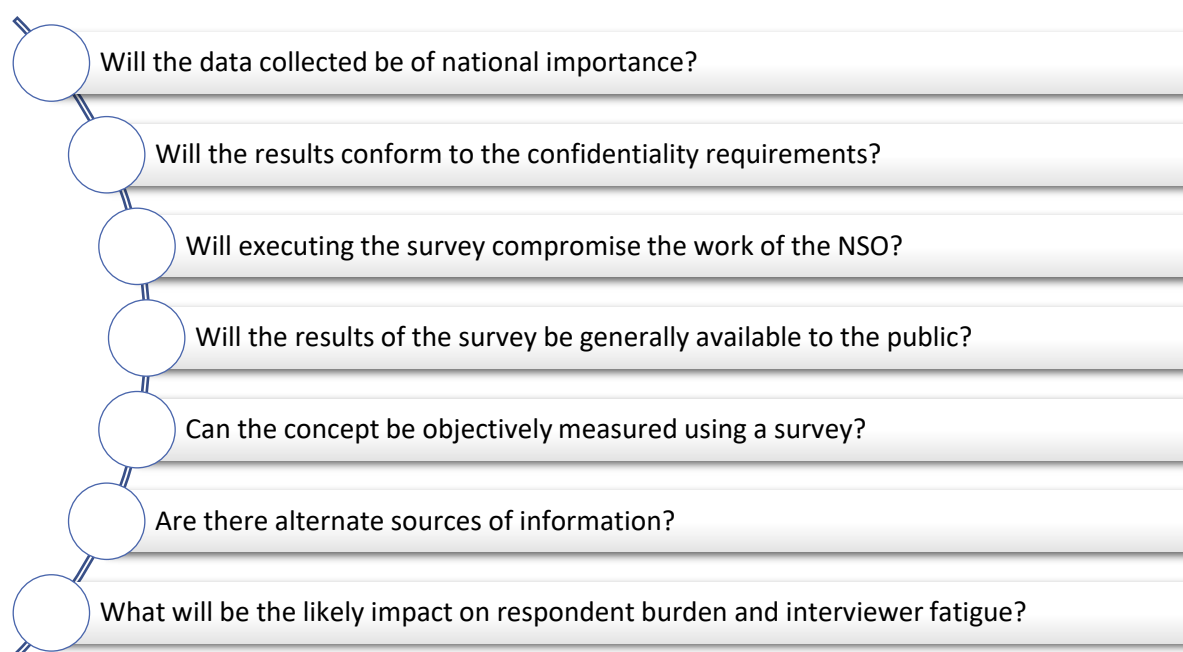 Will the data collected be of national importance?
Will the results conform to the confidentiality requirements?
Will executing the survey compromise the work of the NSO?
Will the results of the survey be generally available to the public?
Can the concept be objectively measured using a survey?
Are there alternate sources of information?
What will be the likely impact on respondent burden and interviewer fatigue?